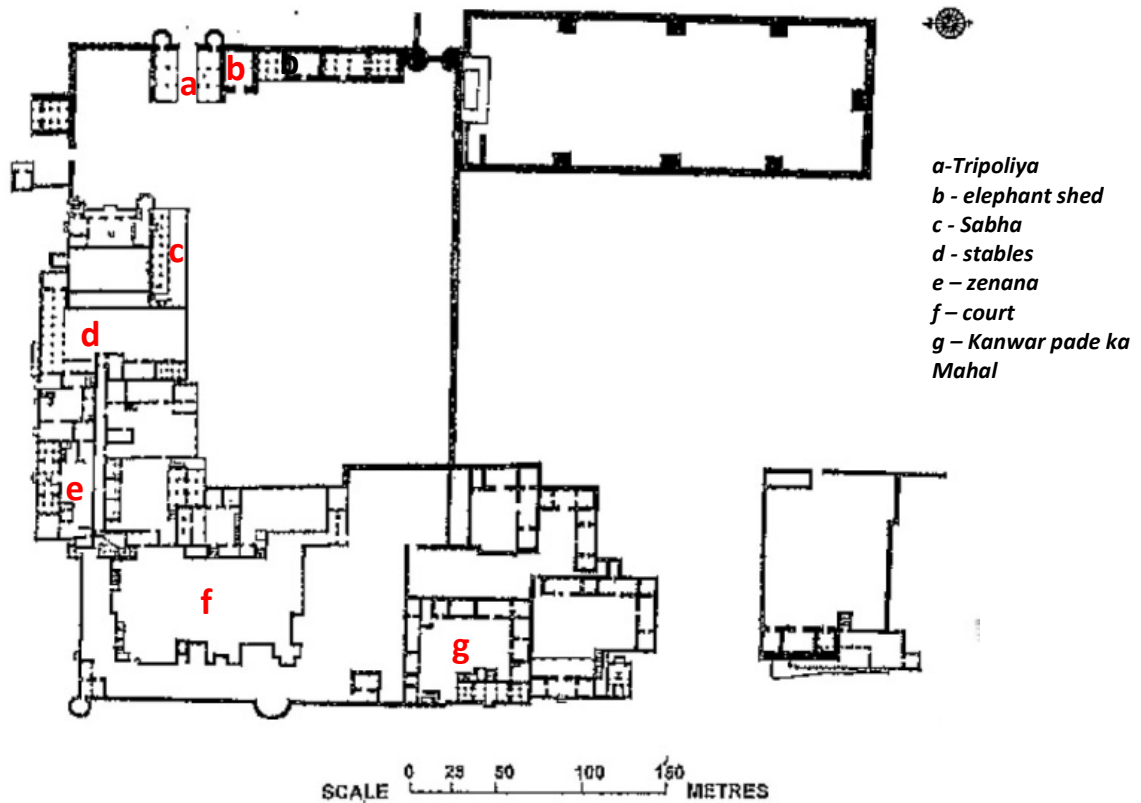 a
b
b
a-Tripoliya
b - elephant shed
c - Sabha
d - stables
e – zenana
f – court
g – Kanwar pade ka
Mahal
c
d
e
f
g
0 25 50 100 150
SCALE METRES